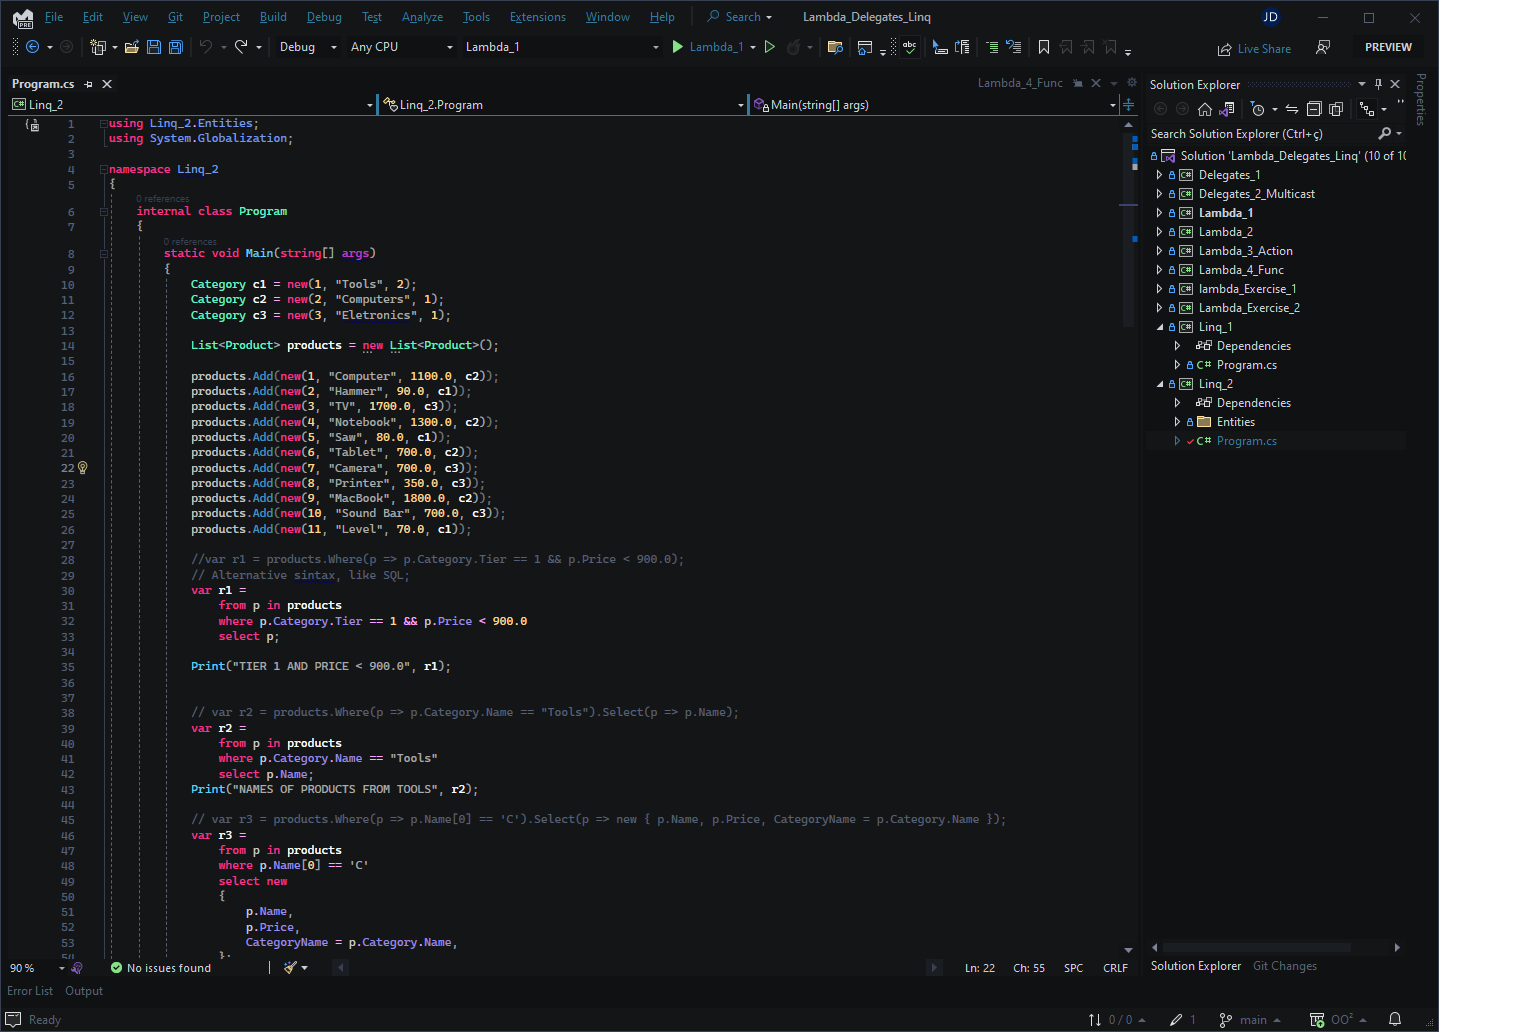 File Edit View Git Project Build Debug Test Analyze Tools Extensions Window Help Search Lambda_Delegates_Linq JD
Debug Any CPU Lambda_1 Lambda_1 Live Share PREVIEW
Program.cs Lambda_4_Func
Linq_2 Linq_2.Program Main(string[] args)
1 using Linq_2.Entities;
2 using System.Globalization;
3
4 namespace Linq_2
5 {
0 references
6 internal class Program
7 {
0 references
8 static void Main(string[] args)
9 {
10 Category c1 = new(1, "Tools", 2);
11 Category c2 = new(2, "Computers", 1);
12 Category c3 = new(3, "Eletronics", 1);
13
14 List<Product> products = new List<Product>();
15
16 products.Add(new(1, "Computer", 1100.0, c2));
17 products.Add(new(2, "Hammer", 90.0, c1));
18 products.Add(new(3, "TV", 1700.0, c3));
19 products.Add(new(4, "Notebook", 1300.0, c2));
20 products.Add(new(5, "Saw", 80.0, c1));
21 products.Add(new(6, "Tablet", 700.0, c2));
22 products.Add(new(7, "Camera", 700.0, c3));
23 products.Add(new(8, "Printer", 350.0, c3));
24 products.Add(new(9, "MacBook", 1800.0, c2));
25 products.Add(new(10, "Sound Bar", 700.0, c3));
26 products.Add(new(11, "Level", 70.0, c1));
27
28 //var r1 = products.Where(p => p.Category.Tier == 1 && p.Price < 900.0);
29 // Alternative sintax, like SQL;
30 var r1 =
31 from p in products
32 where p.Category.Tier == 1 && p.Price < 900.0
33 select p;
34
35 Print("TIER 1 AND PRICE < 900.0", r1);
36
37
38 // var r2 = products.Where(p => p.Category.Name == "Tools").Select(p => p.Name);
39 var r2 =
40 from p in products
41 where p.Category.Name == "Tools"
42 select p.Name;
43 Print("NAMES OF PRODUCTS FROM TOOLS", r2);
44
45 // var r3 = products.Where(p => p.Name[0] == 'C').Select(p => new { p.Name, p.Price, CategoryName = p.Category.Name });
46 var r3 =
47 from p in products
48 where p.Name[0] == 'C'
49 select new
50 {
51 p.Name,
52 p.Price,
53 CategoryName = p.Category.Name,
54 };
90 % No issues found Ln: 22 Ch: 55 SPC CRLF
Solution Explorer
Search Solution Explorer (Ctrl+ç)
Solution 'Lambda_Delegates_Linq' (10 of 10
Delegates_1
Delegates_2_Multicast
Lambda_1
Lambda_2
Lambda_3_Action
Lambda_4_Func
lambda_Exercise_1
Lambda_Exercise_2
Linq_1
Dependencies
C# Program.cs
Linq_2
Dependencies
Entities
C# Program.cs
Solution Explorer Git Changes
Properties
Error List Output
Ready 0 / 0 1 main OO²